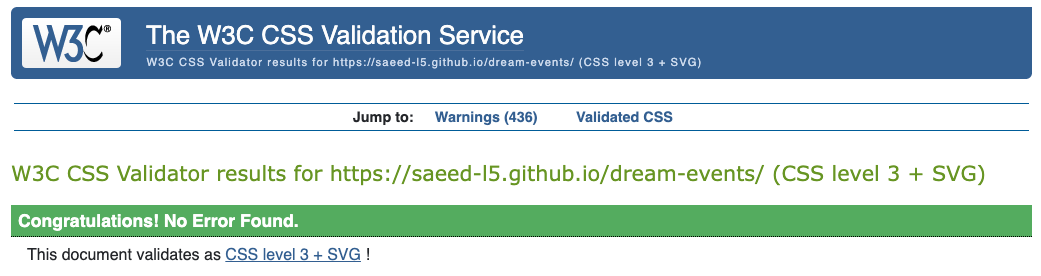 W3C®
The W3C CSS Validation Service
W3C CSS Validator results for https://saeed-l5.github.io/dream-events/ (CSS level 3 + SVG)
Jump to: Warnings (436) Validated CSS
W3C CSS Validator results for https://saeed-l5.github.io/dream-events/ (CSS level 3 + SVG)
Congratulations! No Error Found.
This document validates as CSS level 3 + SVG !